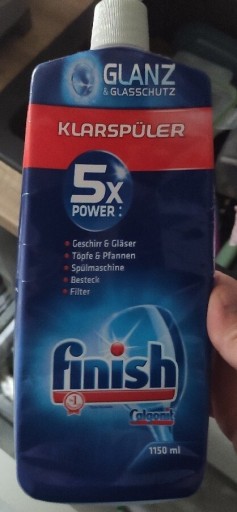 GLANZ
& GLASSCHUTZ
KLARSPÜLER
5X
POWER:
• Geschirr & Gläser
• Töpfe & Pfannen
• Spülmaschine
• Besteck
• Filter
finish
Calgonit
1150 ml